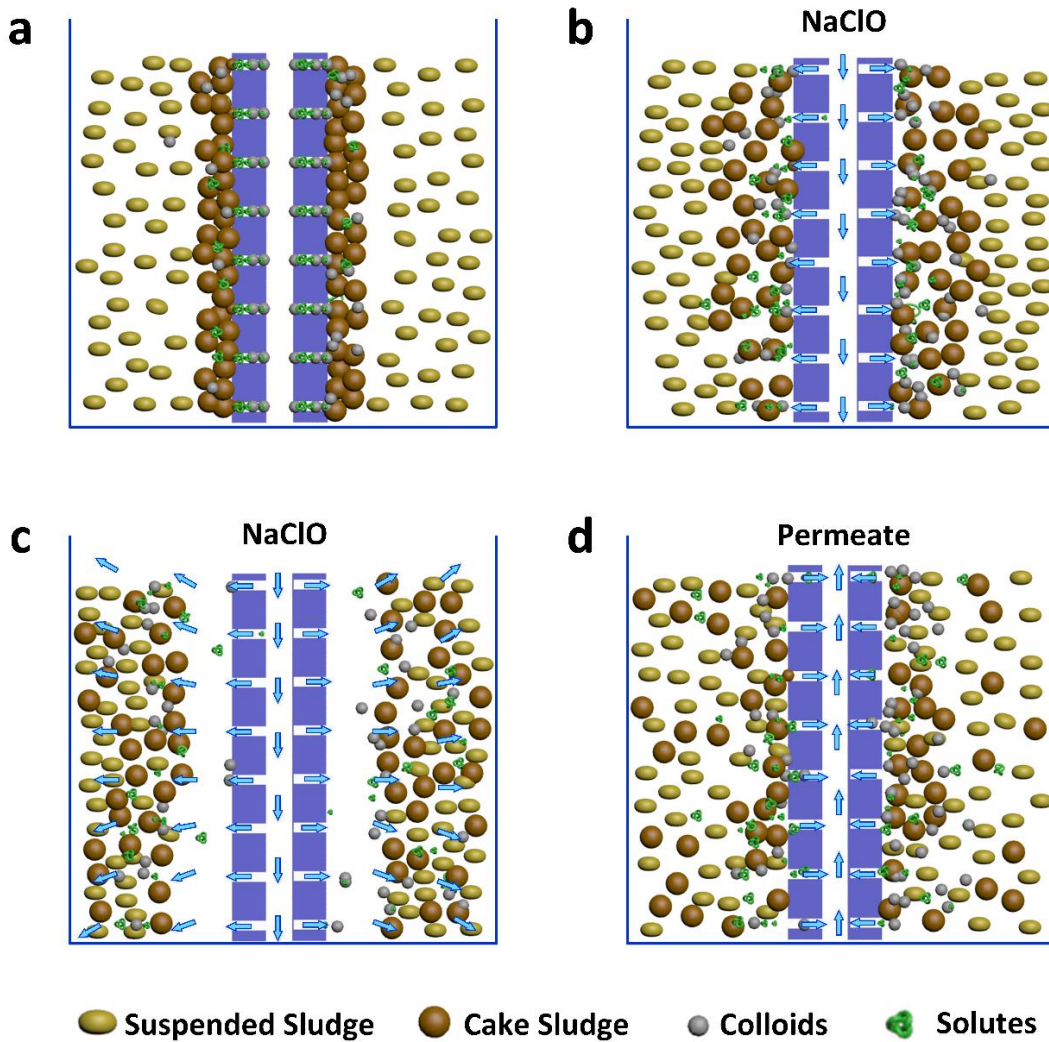 a
b
NaClO
c
NaClO
d
Permeate
Suspended Sludge
Cake Sludge
Colloids
Solutes